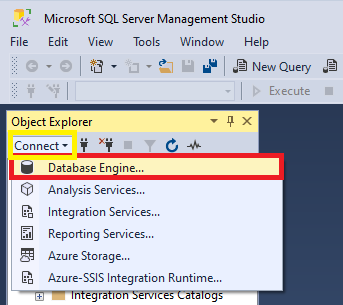 Microsoft SQL Server Management Studio
File Edit View Tools Window Help
New Query
Execute
Object Explorer
Connect
Database Engine...
Analysis Services...
Integration Services...
Reporting Services...
Azure Storage...
Azure-SSIS Integration Runtime...
Integration Services Catalogs